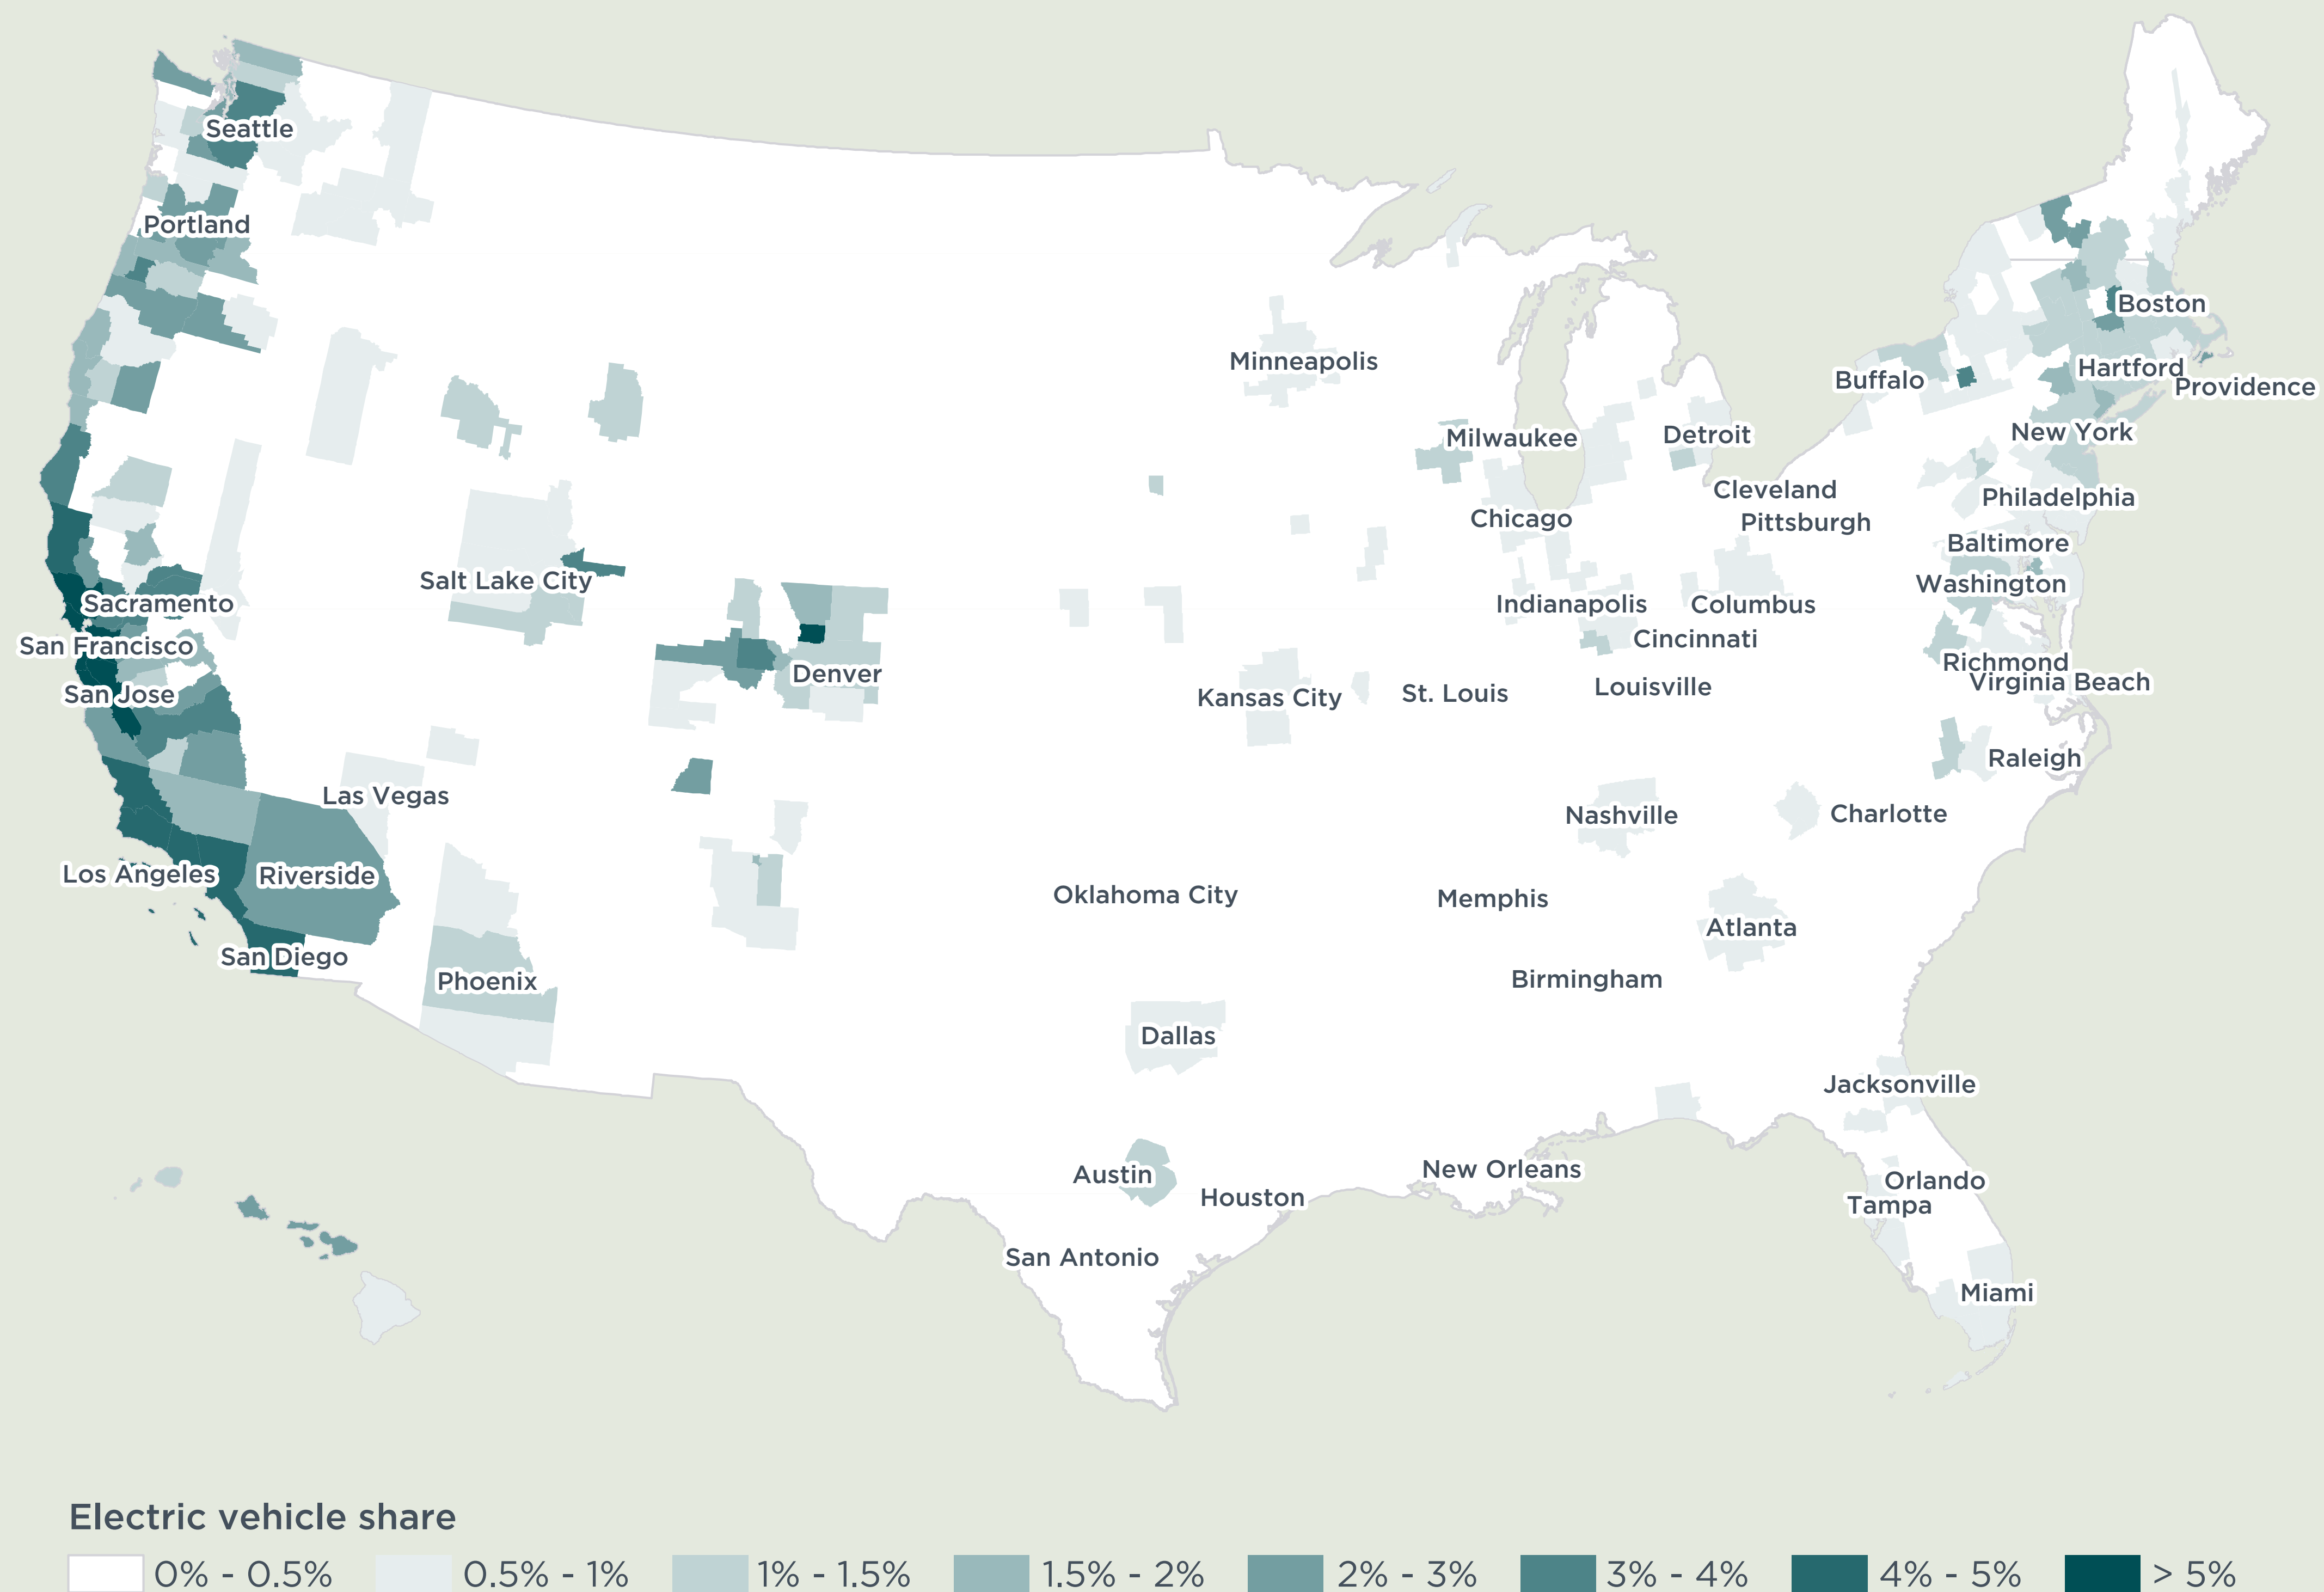 Seattle
Portland
Boston
Minneapolis
Hartford
Buffalo
Providence
New York
Milwaukee
Detroit
Cleveland
Philadelphia
Chicago
Pittsburgh
Baltimore
Salt Lake City
Washington
Sacramento
Indianapolis
Columbus
San Francisco
Cincinnati
Denver
Richmond
Virginia Beach
San Jose
Kansas City
St. Louis
Louisville
Raleigh
Las Vegas
Nashville
Charlotte
Los Angeles
Riverside
Oklahoma City
Memphis
Atlanta
San Diego
Phoenix
Birmingham
Dallas
Jacksonville
Austin
New Orleans
Orlando
Houston
Tampa
San Antonio
Miami
Electric vehicle share
0% - 0.5% 0.5% - 1% 1% - 1.5% 1.5% - 2% 2% - 3% 3% - 4% 4% - 5% > 5%